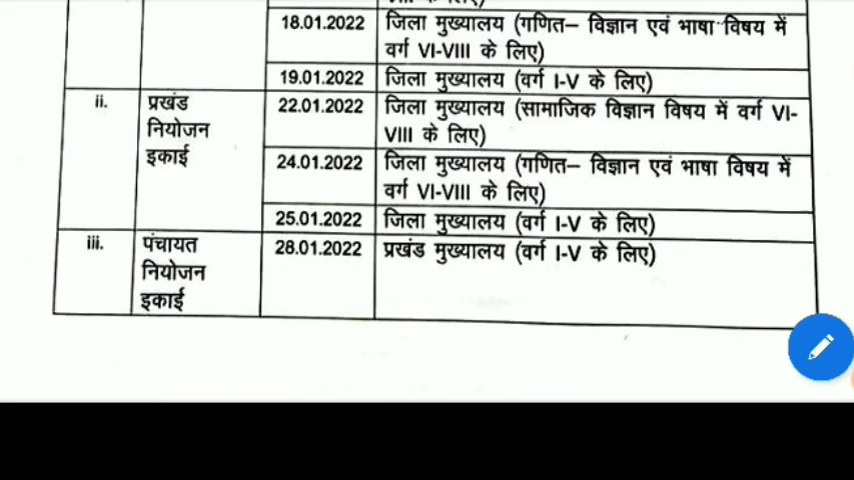 18.01.2022 जिला मुख्यालय (गणित– विज्ञान एवं भाषा विषय में
वर्ग VI-VIII के लिए)
19.01.2022 जिला मुख्यालय (वर्ग I-V के लिए)
ii. प्रखंड 22.01.2022 जिला मुख्यालय (सामाजिक विज्ञान विषय में वर्ग VI-
नियोजन VIII के लिए)
इकाई 24.01.2022 जिला मुख्यालय (गणित– विज्ञान एवं भाषा विषय में
वर्ग VI-VIII के लिए)
25.01.2022 जिला मुख्यालय (वर्ग I-V के लिए)
iii. पंचायत 28.01.2022 प्रखंड मुख्यालय (वर्ग I-V के लिए)
नियोजन
इकाई